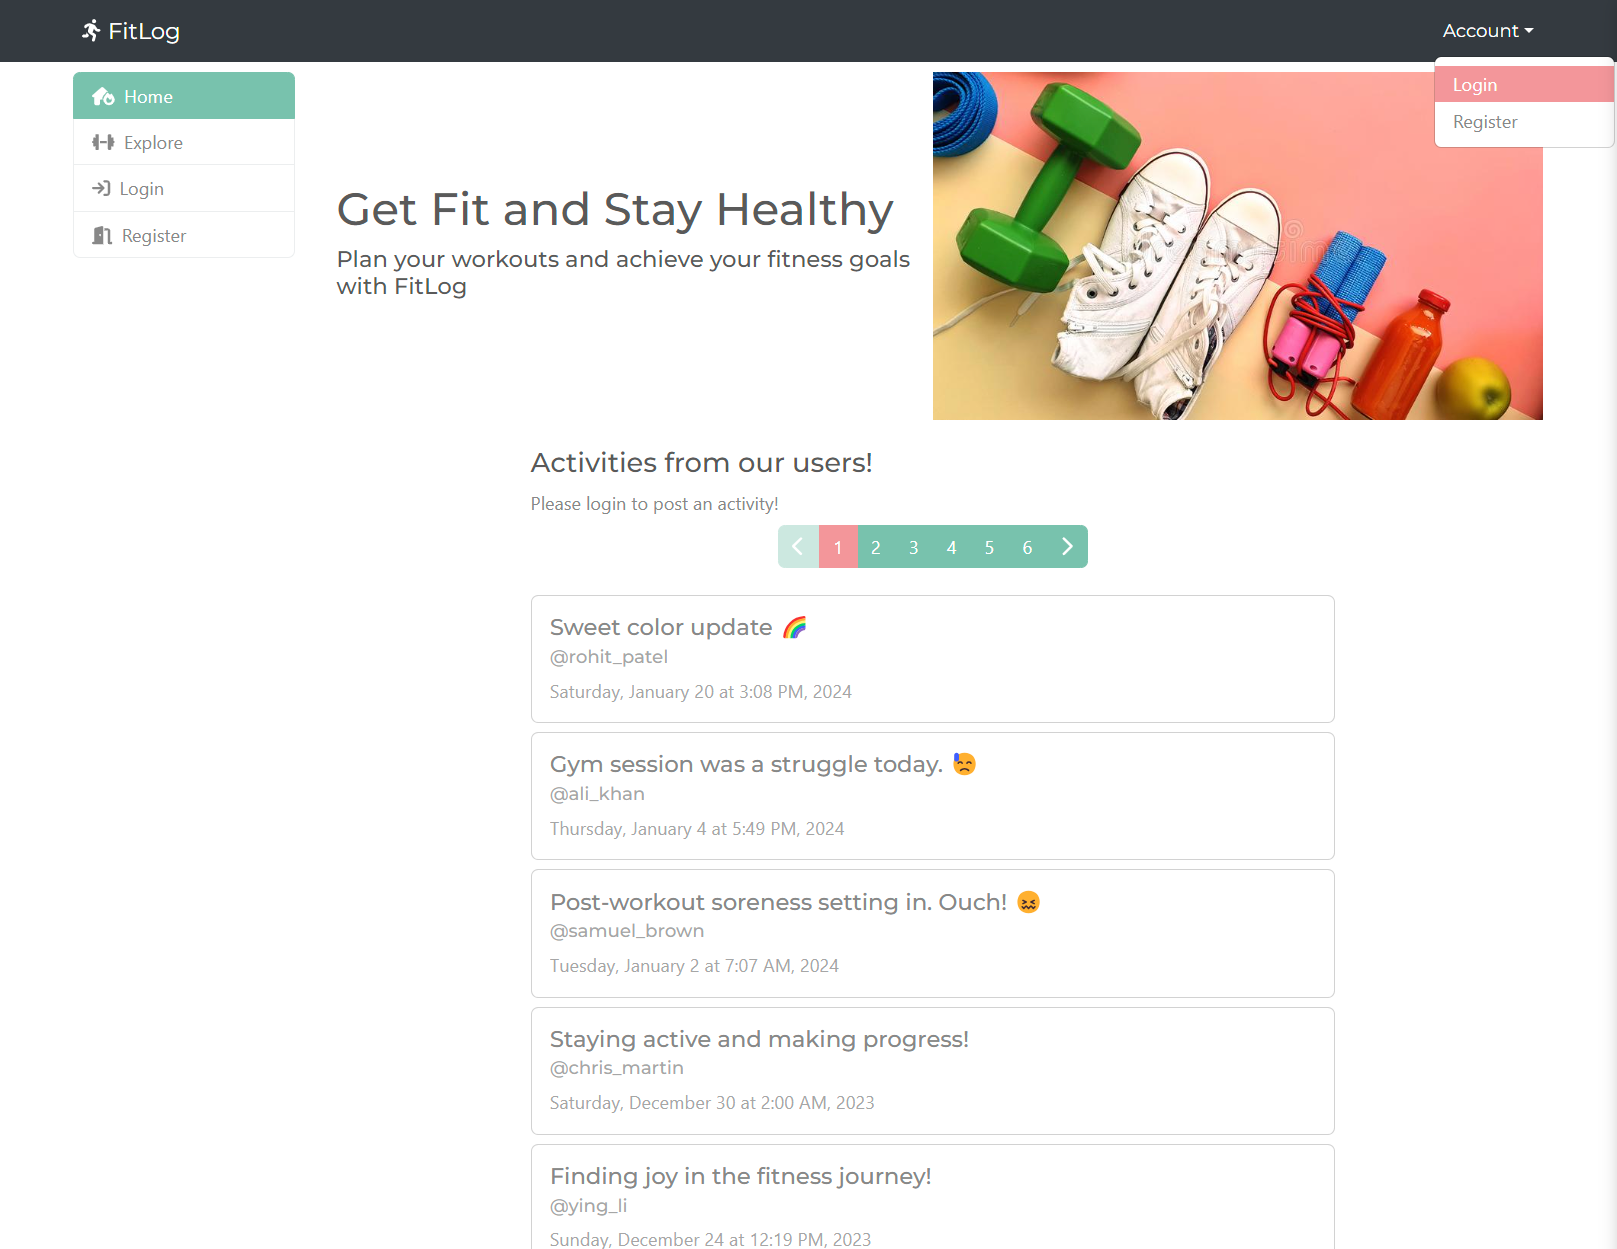 FitLog
Account
Login
Register
Home
Explore
Login
Register
Get Fit and Stay Healthy
Plan your workouts and achieve your fitness goals
with FitLog
Activities from our users!
Please login to post an activity!
1 2 3 4 5 6
Sweet color update 🌈
@rohit_patel
Saturday, January 20 at 3:08 PM, 2024
Gym session was a struggle today. 😓
@ali_khan
Thursday, January 4 at 5:49 PM, 2024
Post-workout soreness setting in. Ouch! 😖
@samuel_brown
Tuesday, January 2 at 7:07 AM, 2024
Staying active and making progress!
@chris_martin
Saturday, December 30 at 2:00 AM, 2023
Finding joy in the fitness journey!
@ying_li
Sunday, December 24 at 12:19 PM, 2023